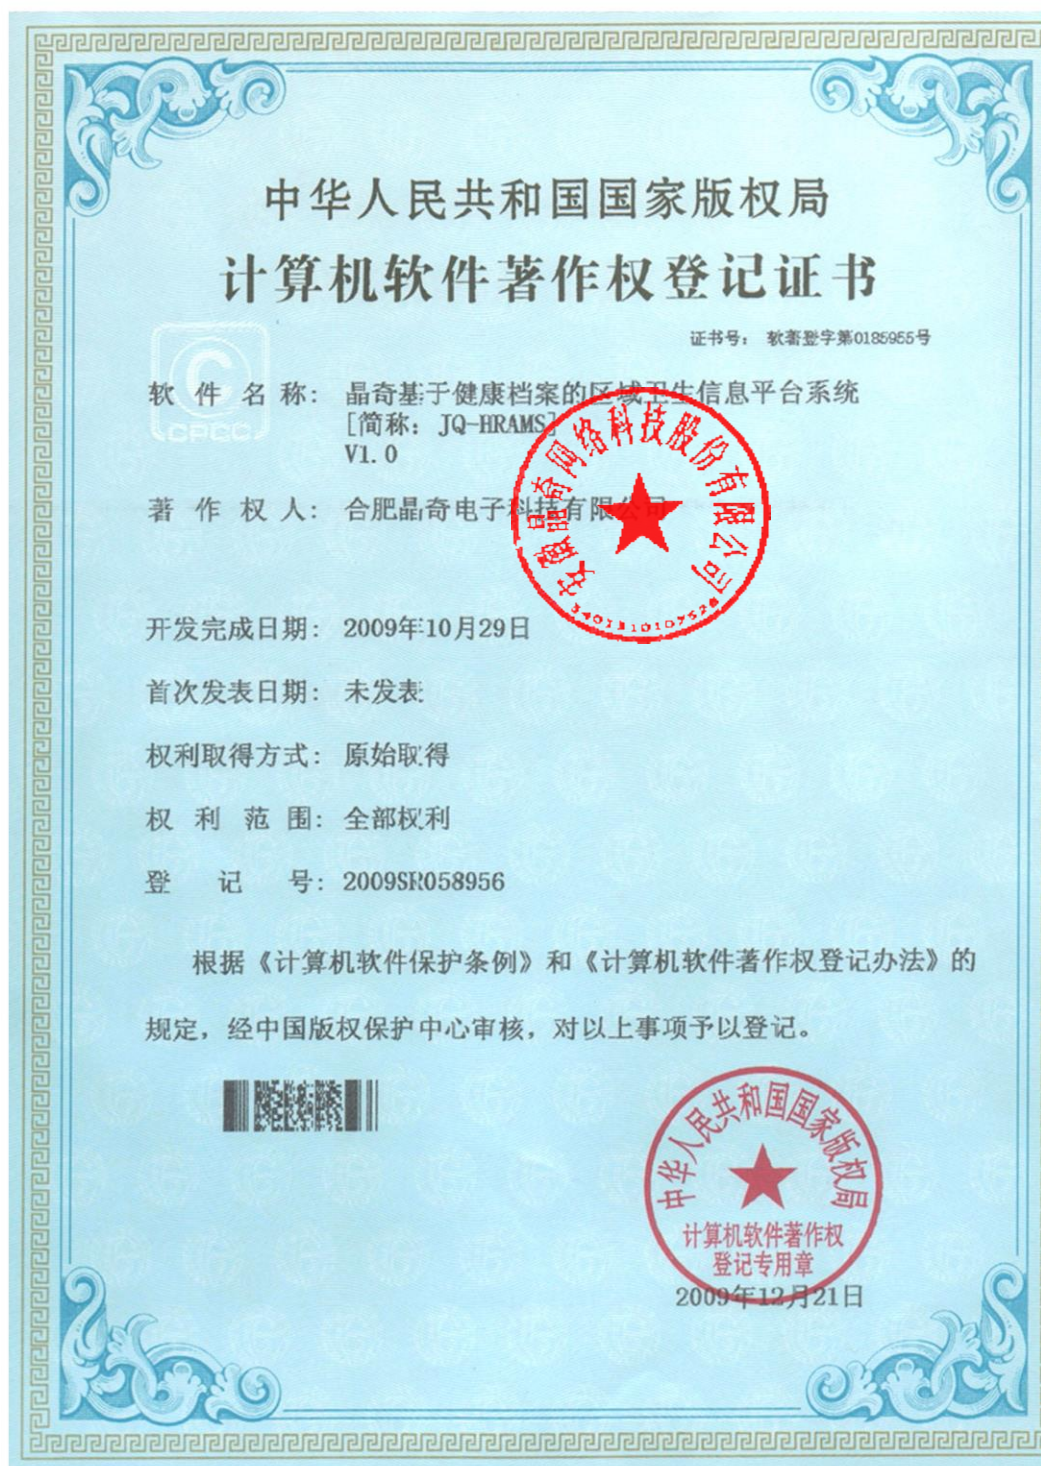 中华人民共和国国家版权局
计算机软件著作权登记证书
证书号： 软著登字第0185955号
CPCC
软件名称： 晶奇基于健康档案的区域卫生信息平台系统
[简称：JQ-HRAMS]
V1.0
著作权人： 合肥晶奇电子科技有限公司
安徽晶奇网络科技股份有限公司
开发完成日期： 2009年10月29日
首次发表日期： 未发表
权利取得方式： 原始取得
权利范围： 全部权利
登记号： 2009SR058956
根据《计算机软件保护条例》和《计算机软件著作权登记办法》的
规定，经中国版权保护中心审核，对以上事项予以登记。
中华人民共和国国家版权局
计算机软件著作权
登记专用章
2009年12月21日